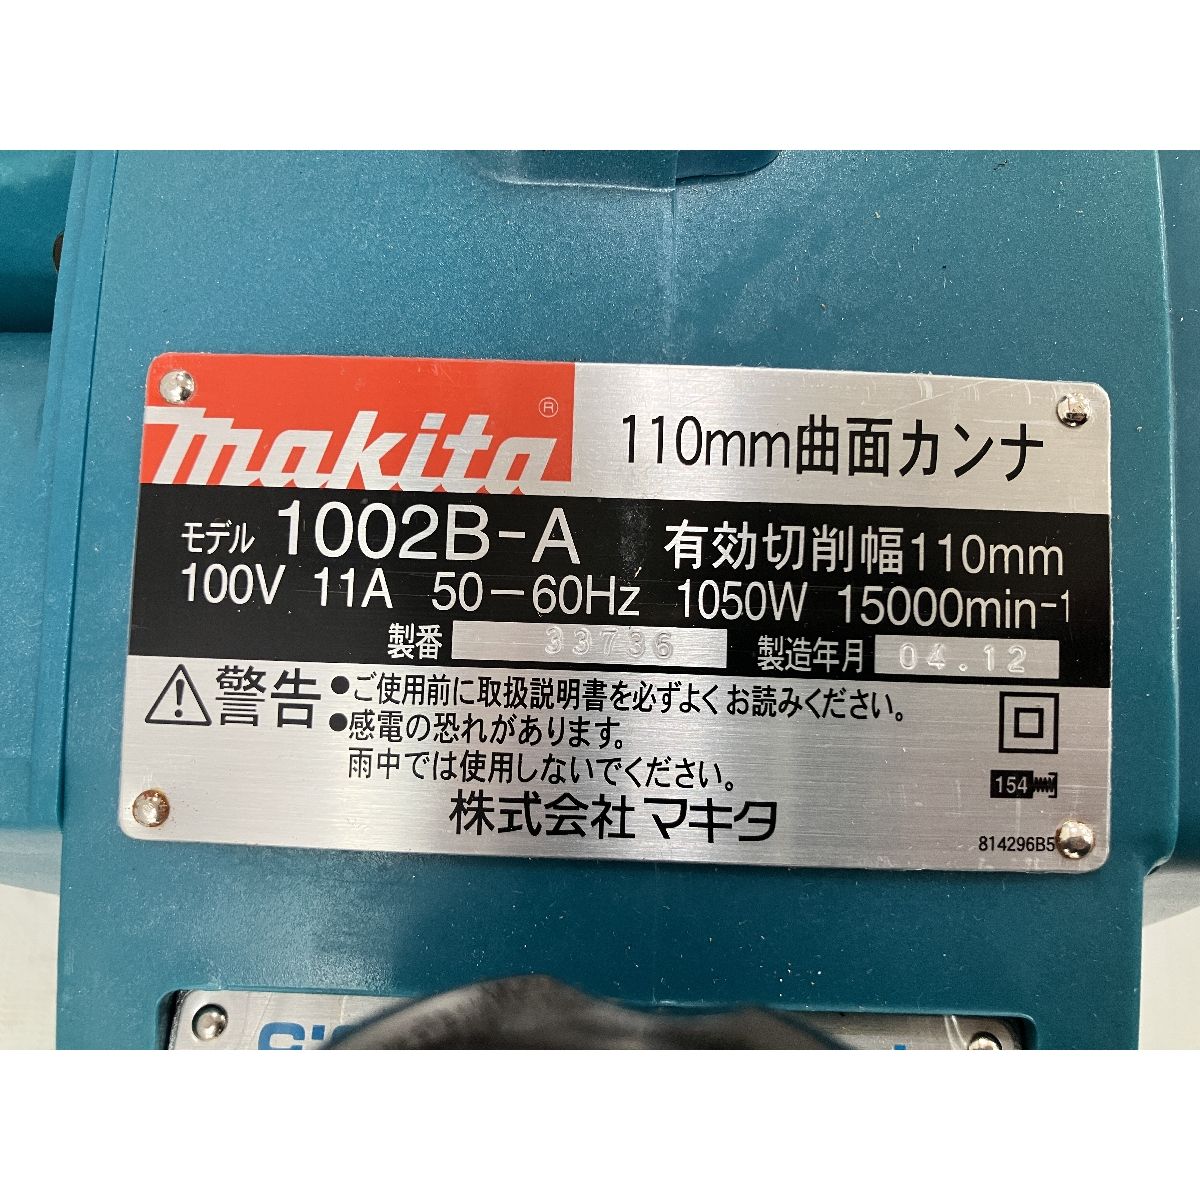 makita®
110mm曲面カンナ
モデル 1002B-A 有効切削幅110mm
100V 11A 50-60Hz 1050W 15000min-1
製番 33736 製造年月 04.12
警告 ●ご使用前に取扱説明書を必ずよくお読みください。
●感電の恐れがあります。
雨中では使用しないでください。
154
株式会社マキタ
814296B5